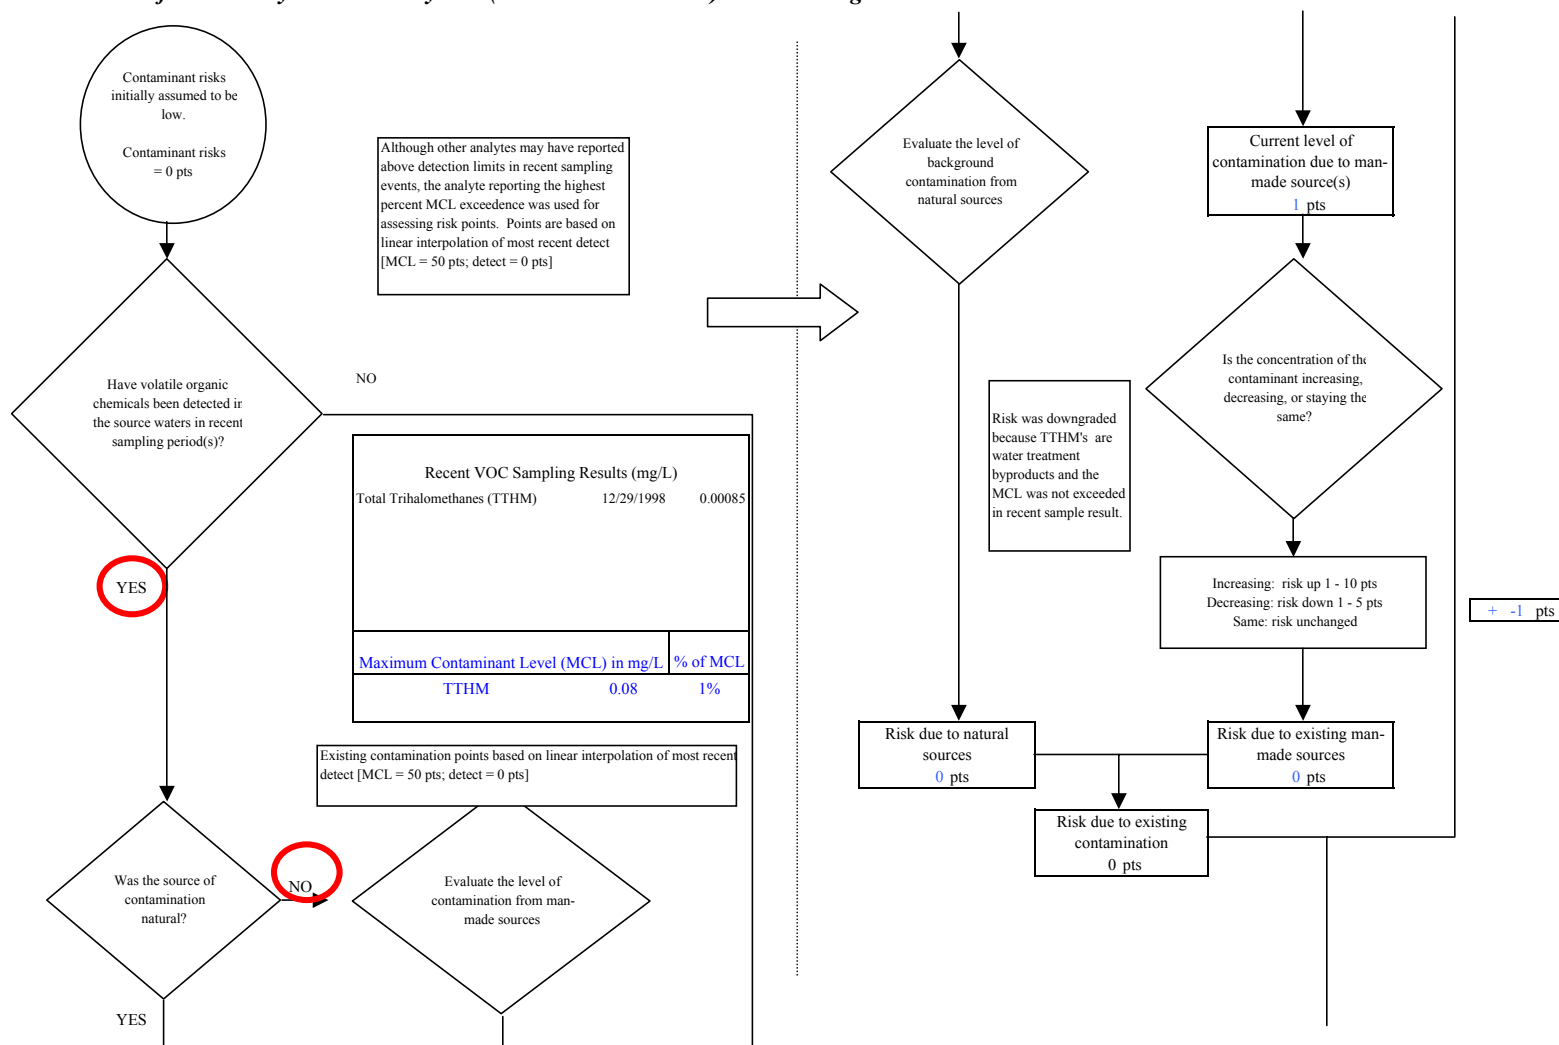 Contaminant risks
initially assumed to be
low.
Contaminant risks
= 0 pts
Although other analytes may have reported
above detection limits in recent sampling
events, the analyte reporting the highest
percent MCL exceedence was used for
assessing risk points.  Points are based on
linear interpolation of most recent detect
[MCL = 50 pts; detect = 0 pts]
Have volatile organic
chemicals been detected in
the source waters in recent
sampling period(s)?
NO
Recent VOC Sampling Results (mg/L)
Total Trihalomethanes (TTHM) 12/29/1998 0.00085
YES
Maximum Contaminant Level (MCL) in mg/L % of MCL
TTHM 0.08 1%
Existing contamination points based on linear interpolation of most recent
detect [MCL = 50 pts; detect = 0 pts]
Was the source of
contamination
natural?
NO
Evaluate the level of
contamination from man-
made sources
YES
Evaluate the level of
background
contamination from
natural sources
Current level of
contamination due to man-
made source(s)
1 pts
Is the concentration of the
contaminant increasing,
decreasing, or staying the
same?
Risk was downgraded
because TTHM's  are
water treatment
byproducts and the
MCL was not exceeded
in recent sample result.
Increasing:  risk up 1 - 10 pts
Decreasing: risk down 1 - 5 pts
Same: risk unchanged
+ -1 pts
Risk due to natural
sources
0 pts
Risk due to existing man-
made sources
0 pts
Risk due to existing
contamination
0 pts